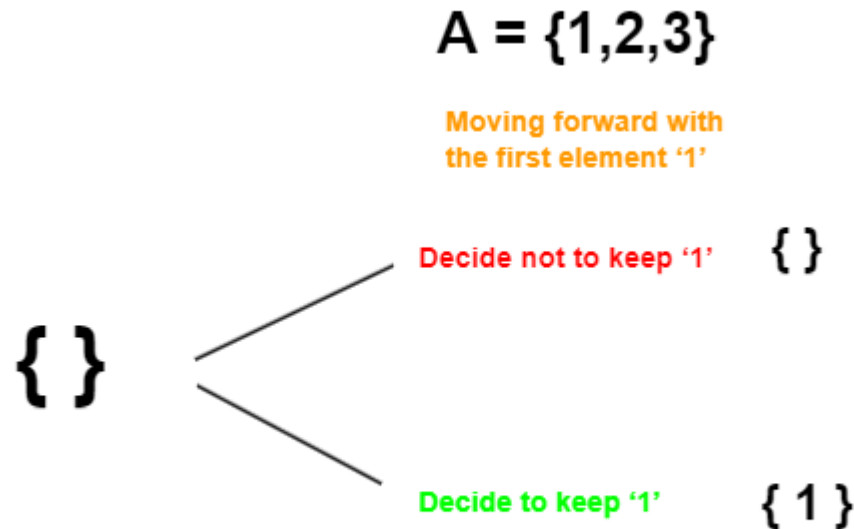 A = {1,2,3}
Moving forward with
the first element ‘1’
Decide not to keep ‘1’ { }
{ }
Decide to keep ‘1’ { 1 }